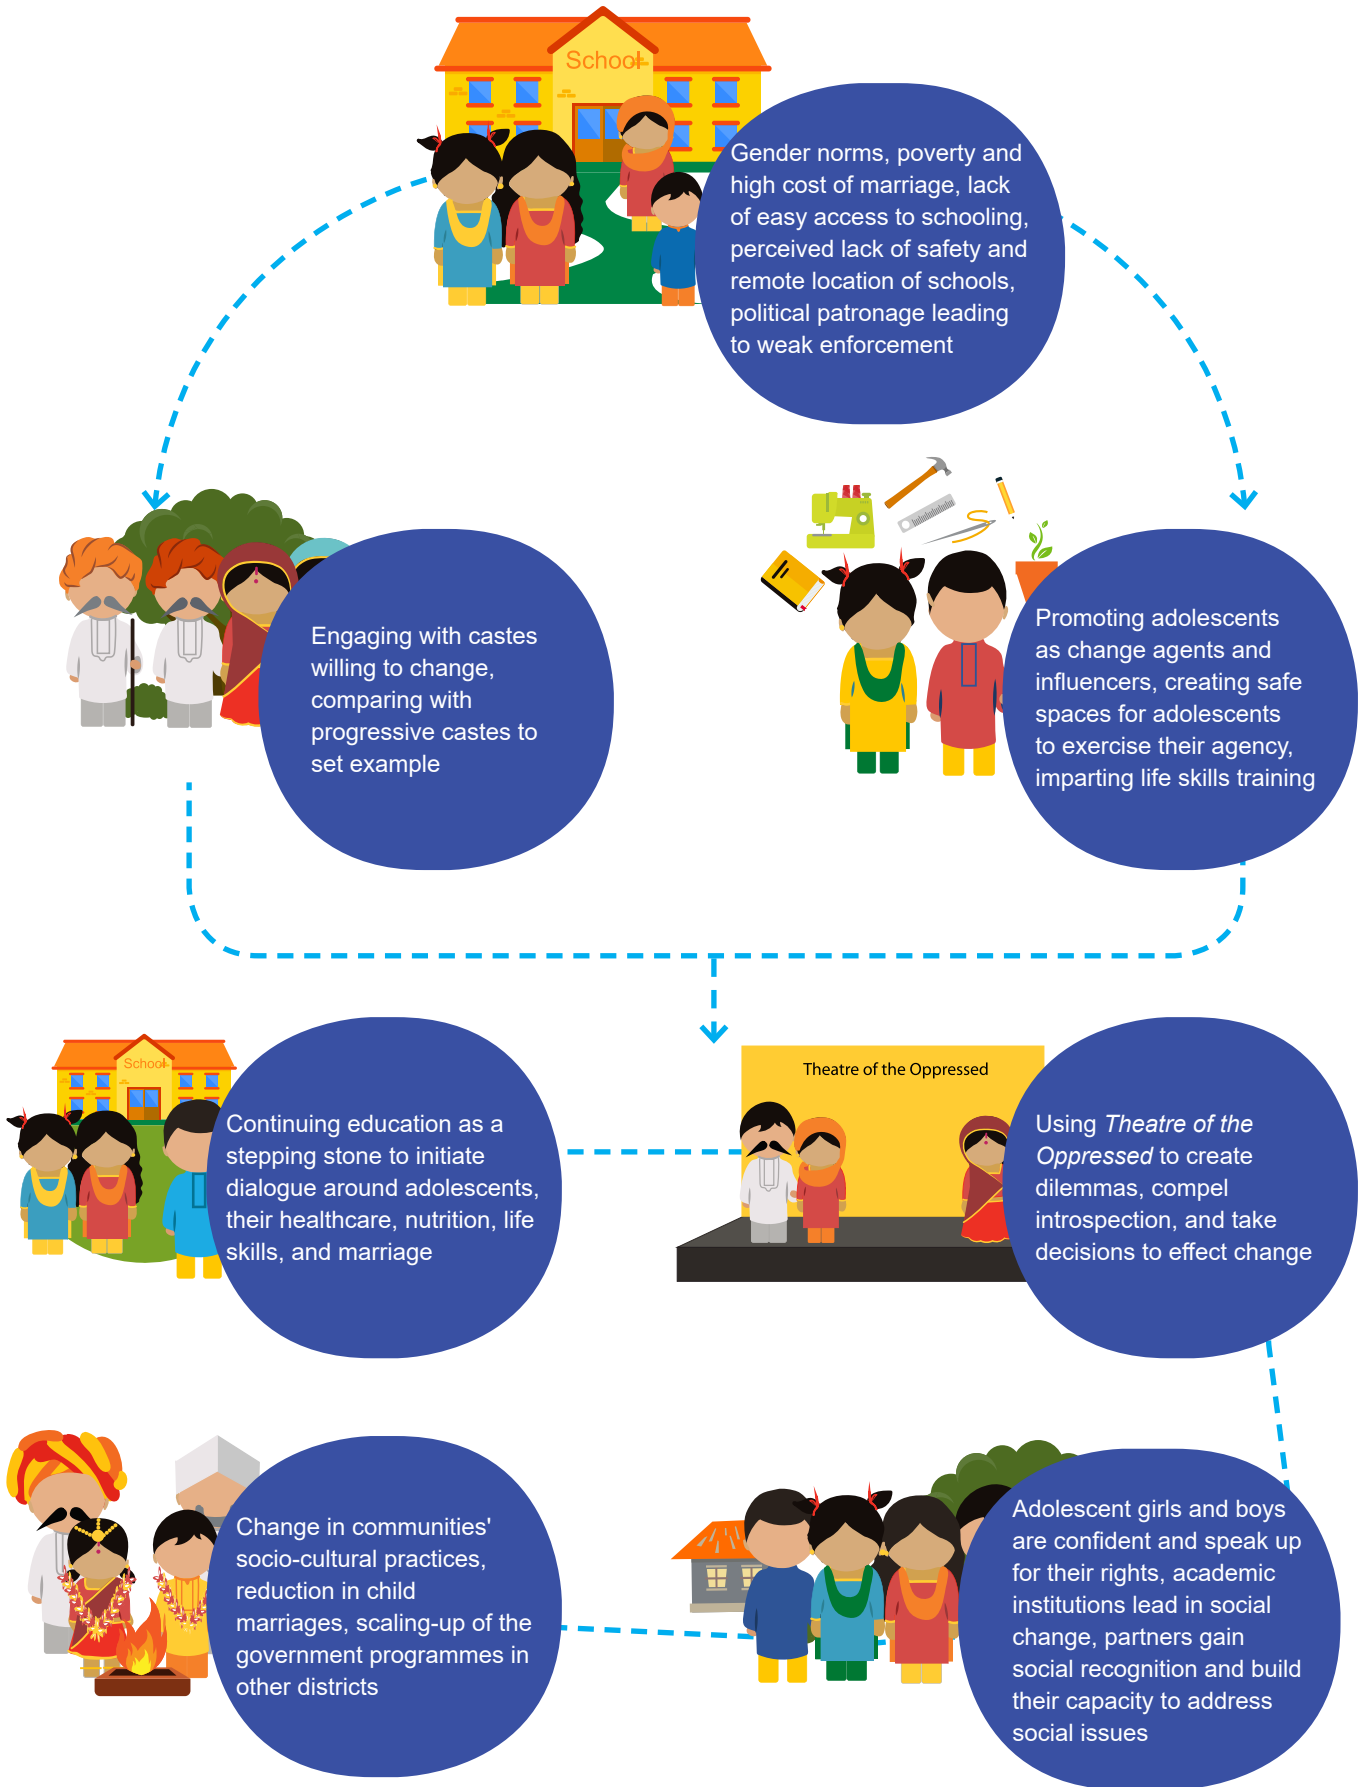 School
Gender norms, poverty and
high cost of marriage, lack
of easy access to schooling,
perceived lack of safety and
remote location of schools,
political patronage leading
to weak enforcement
Engaging with castes
willing to change,
comparing with
progressive castes to
set example
Promoting adolescents
as change agents and
influencers, creating safe
spaces for adolescents
to exercise their agency,
imparting life skills training
School
Continuing education as a
stepping stone to initiate
dialogue around adolescents,
their healthcare, nutrition, life
skills, and marriage
Theatre of the Oppressed
Using Theatre of the
Oppressed to create
dilemmas, compel
introspection, and take
decisions to effect change
Change in communities'
socio-cultural practices,
reduction in child
marriages, scaling-up of the
government programmes in
other districts
Adolescent girls and boys
are confident and speak up
for their rights, academic
institutions lead in social
change, partners gain
social recognition and build
their capacity to address
social issues